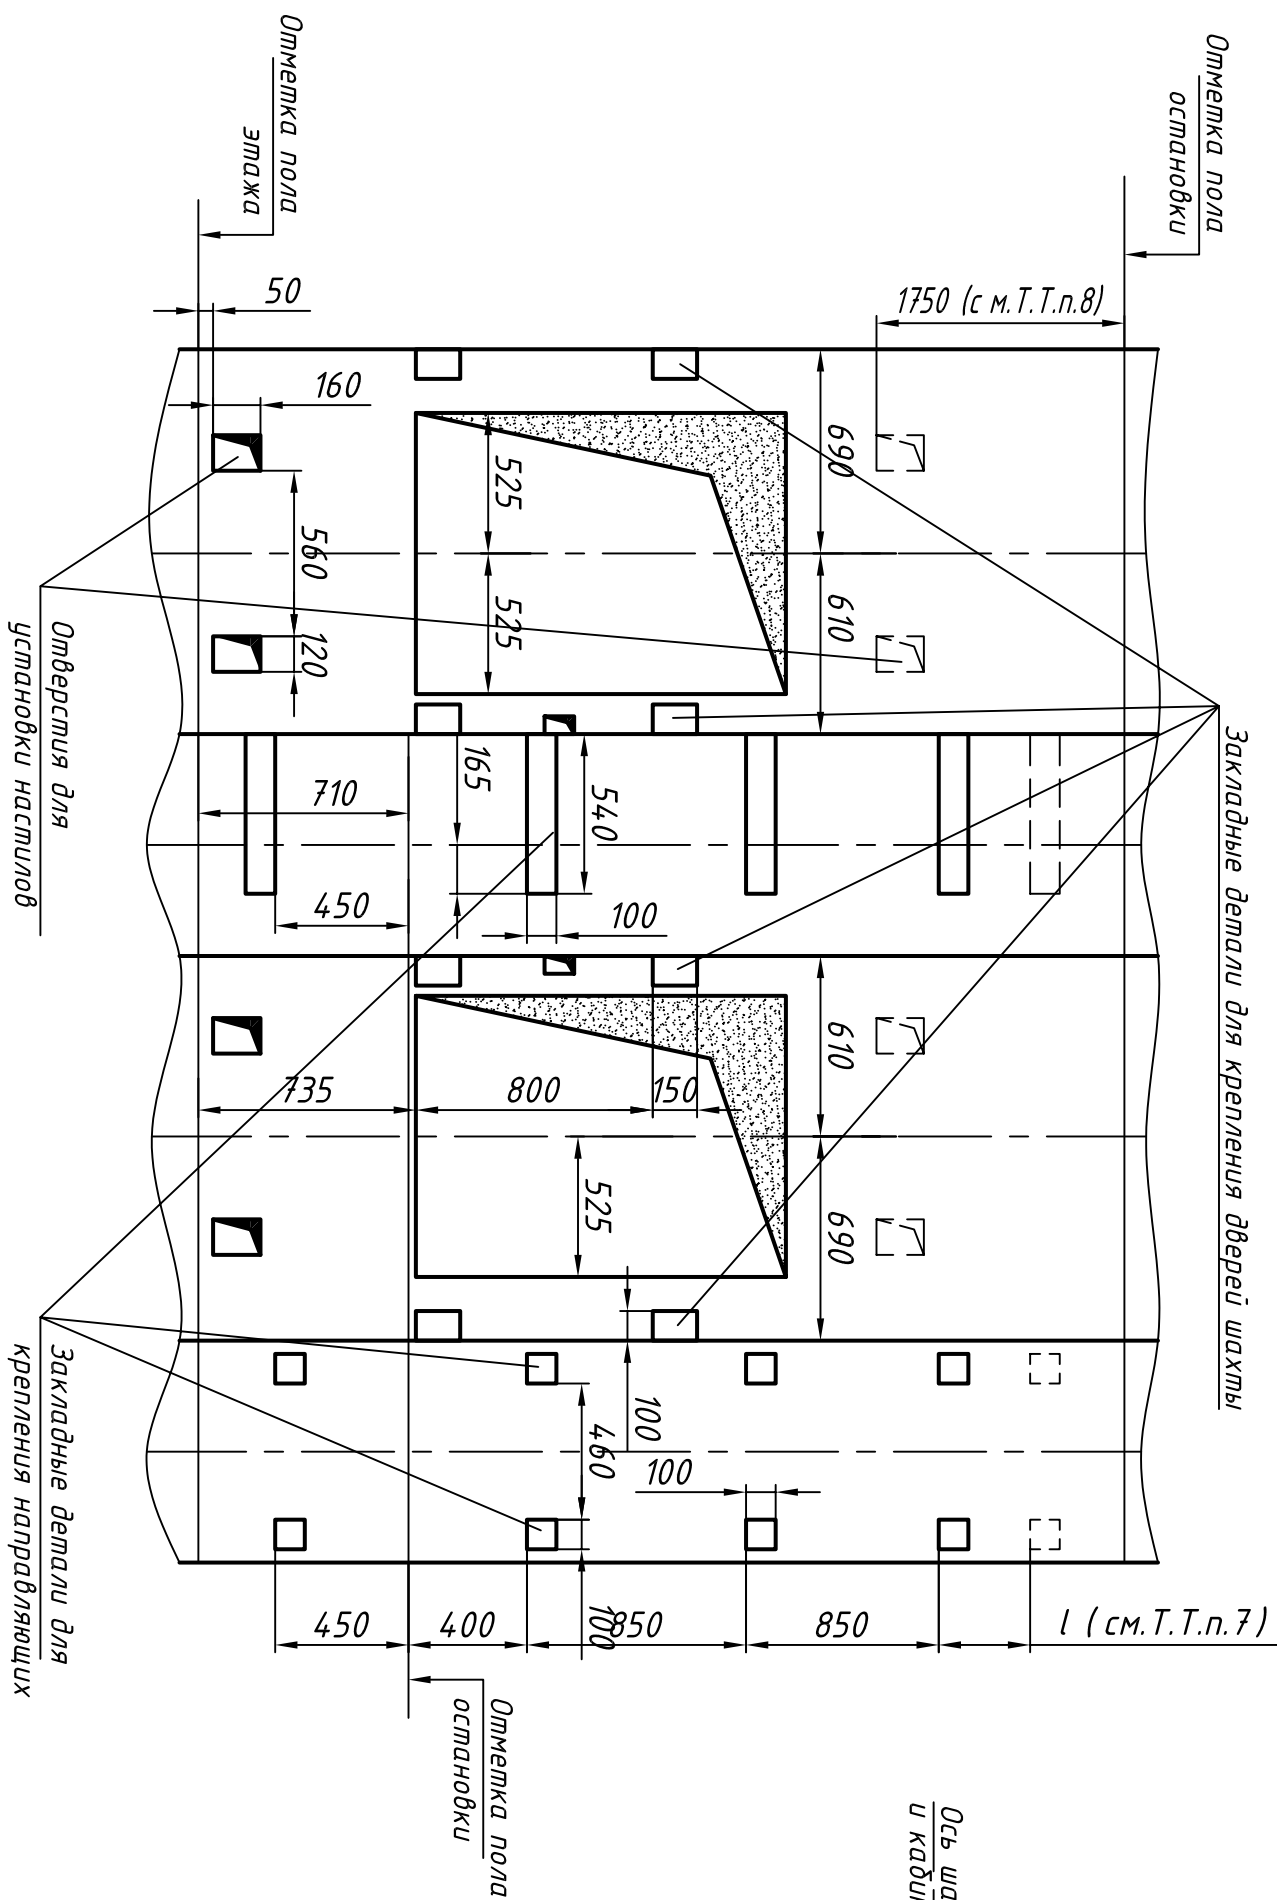 Отметка пола
остановки
Отметка пола
этажа
1750 (с м.Т.Т.п.8)
50
160
690
525
560
525
610
120
Закладные детали для крепления дверей шахты
Отверстия для
установки настилов
165
710
540
450
100
610
735
800
150
525
690
100
460
100
Закладные детали для
крепления направляющих
450
400
100
850
850
l ( см.Т.Т.п.7 )
Отметка пола
остановки